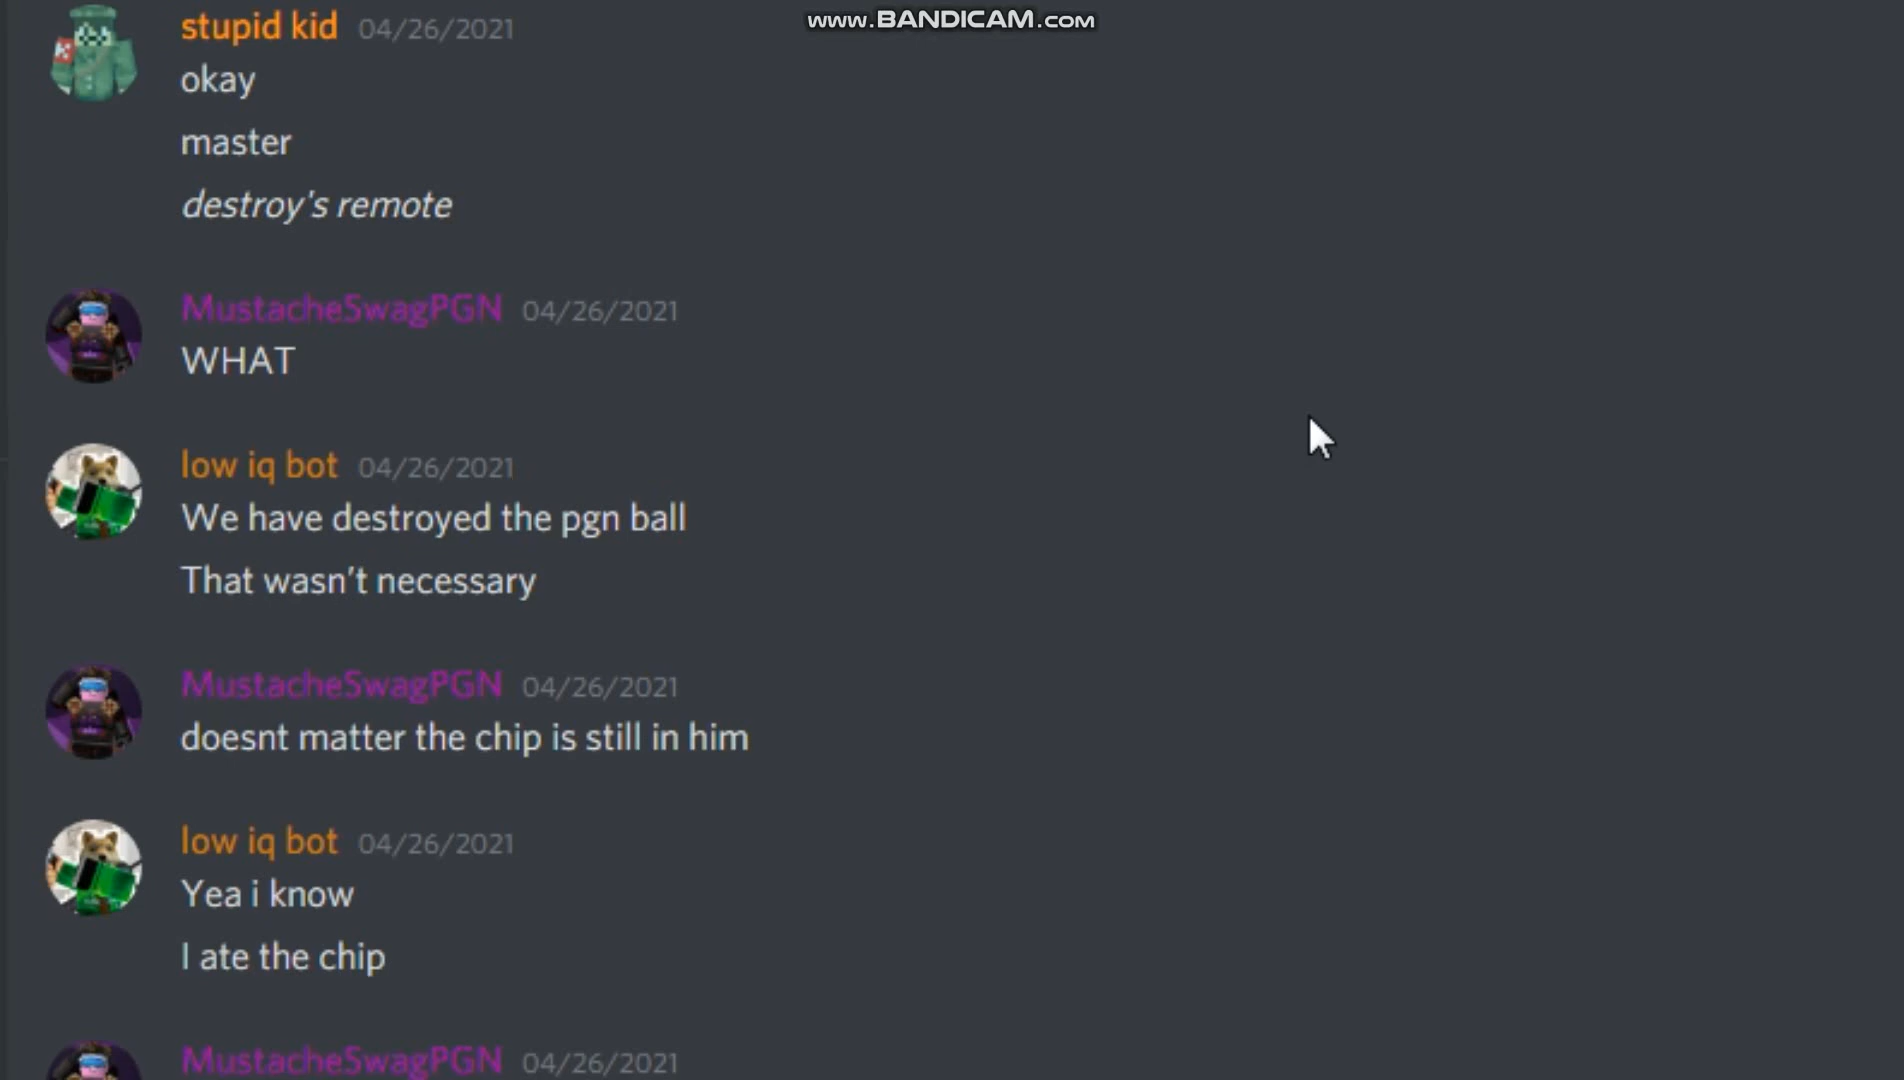 www.BANDICAM.com
stupid kid 04/26/2021
okay
master
destroy's remote
MustacheSwagPGN 04/26/2021
WHAT
low iq bot 04/26/2021
We have destroyed the pgn ball
That wasn't necessary
MustacheSwagPGN 04/26/2021
doesnt matter the chip is still in him
low iq bot 04/26/2021
Yea i know
I ate the chip
MustacheSwagPGN 04/26/2021